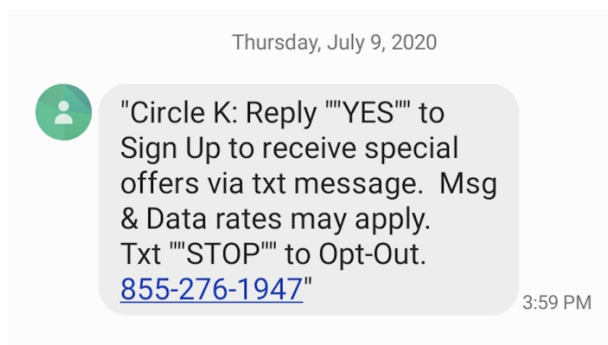 Thursday, July 9, 2020
"Circle K: Reply ""YES"" to
Sign Up to receive special
offers via txt message.  Msg
& Data rates may apply.
Txt ""STOP"" to Opt-Out.
855-276-1947"
3:59 PM